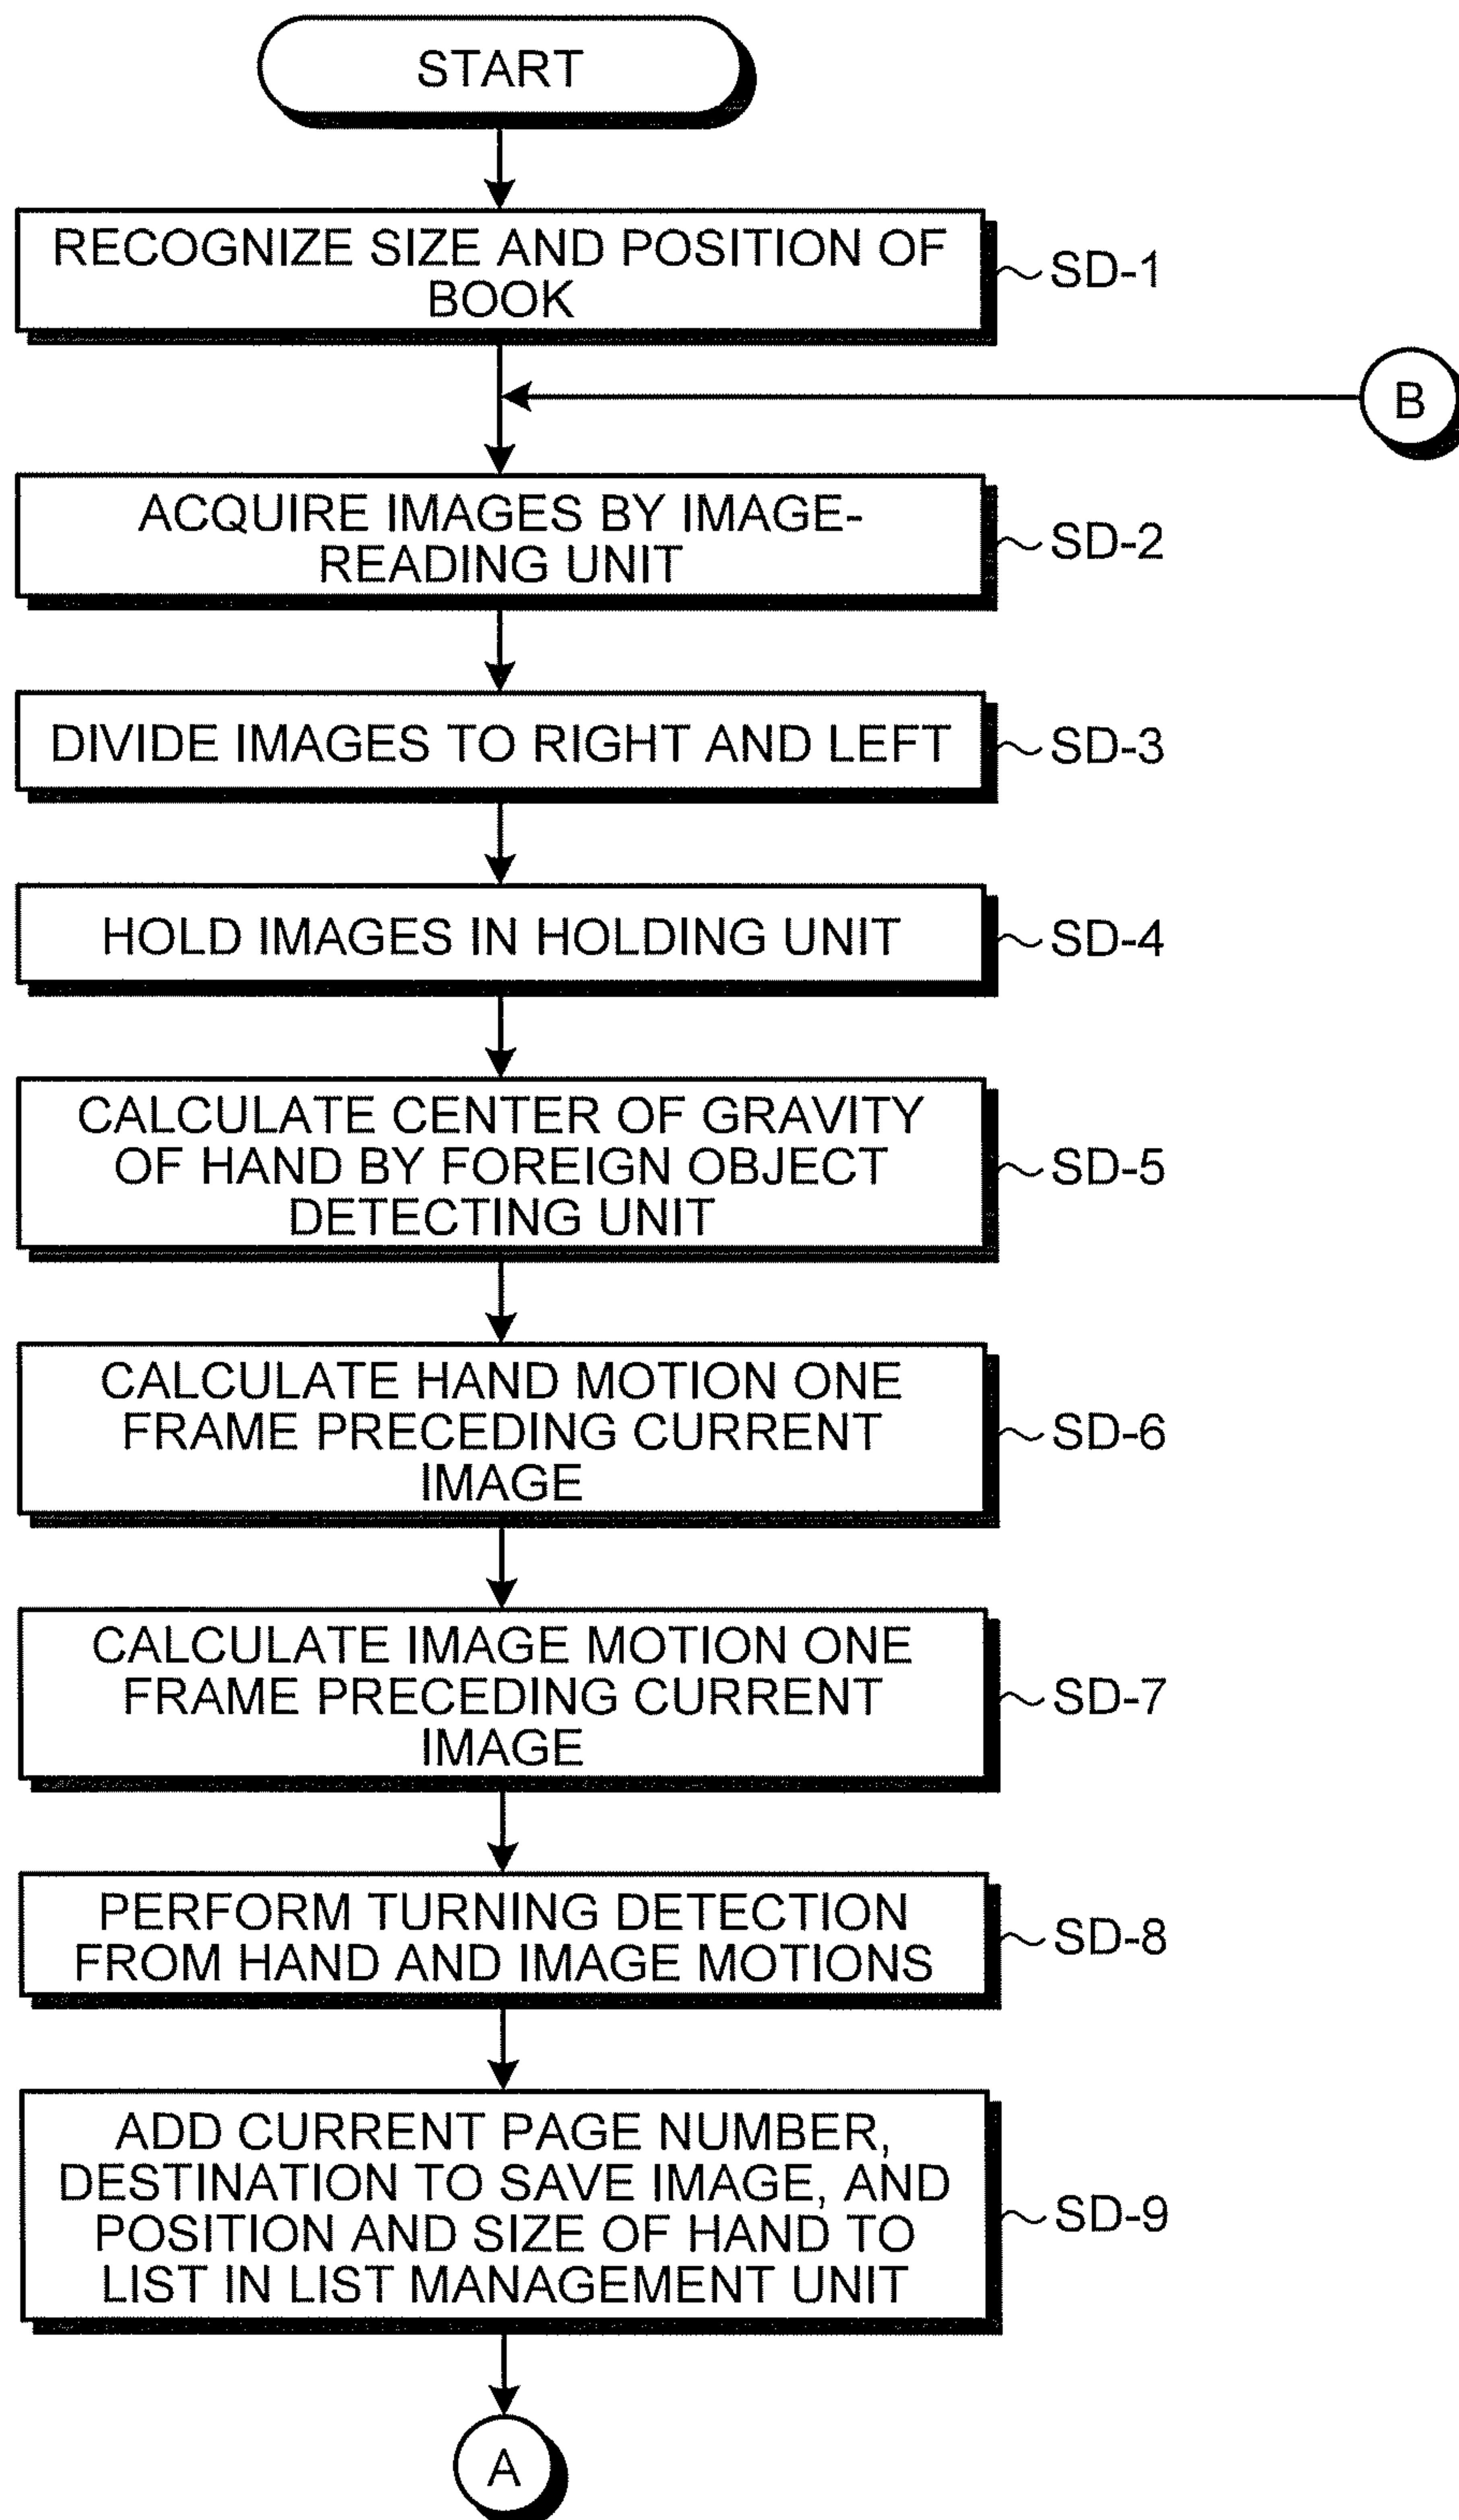 START
RECOGNIZE SIZE AND POSITION OF
BOOK
SD-1
B
ACQUIRE IMAGES BY IMAGE-
READING UNIT
SD-2
DIVIDE IMAGES TO RIGHT AND LEFT
SD-3
HOLD IMAGES IN HOLDING UNIT
SD-4
CALCULATE CENTER OF GRAVITY
OF HAND BY FOREIGN OBJECT
DETECTING UNIT
SD-5
CALCULATE HAND MOTION ONE
FRAME PRECEDING CURRENT
IMAGE
SD-6
CALCULATE IMAGE MOTION ONE
FRAME PRECEDING CURRENT
IMAGE
SD-7
PERFORM TURNING DETECTION
FROM HAND AND IMAGE MOTIONS
SD-8
ADD CURRENT PAGE NUMBER,
DESTINATION TO SAVE IMAGE, AND
POSITION AND SIZE OF HAND TO
LIST IN LIST MANAGEMENT UNIT
SD-9
A